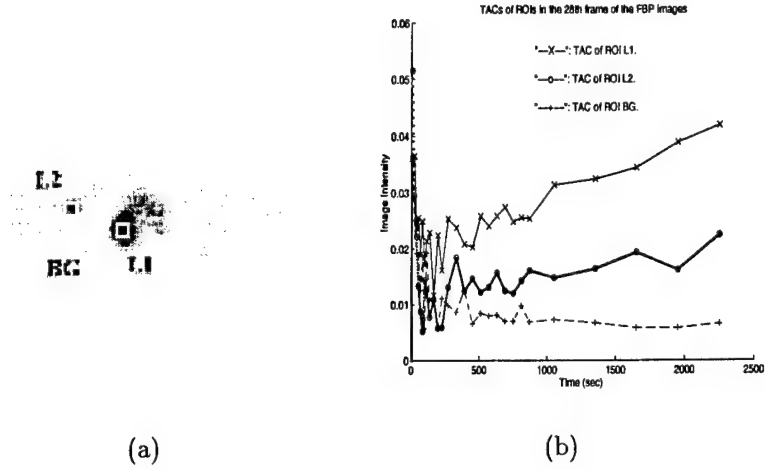 L2
BG L1
(a)
TACs of ROIs in the 28th frame of the FBP images
"—X—": TAC of ROI L1.
"—o—": TAC of ROI L2.
"—+—": TAC of ROI BG.
Image Intensity
0.06
0.05
0.04
0.03
0.02
0.01
0
0 500 1000 1500 2000 2500
Time (sec)
(b)